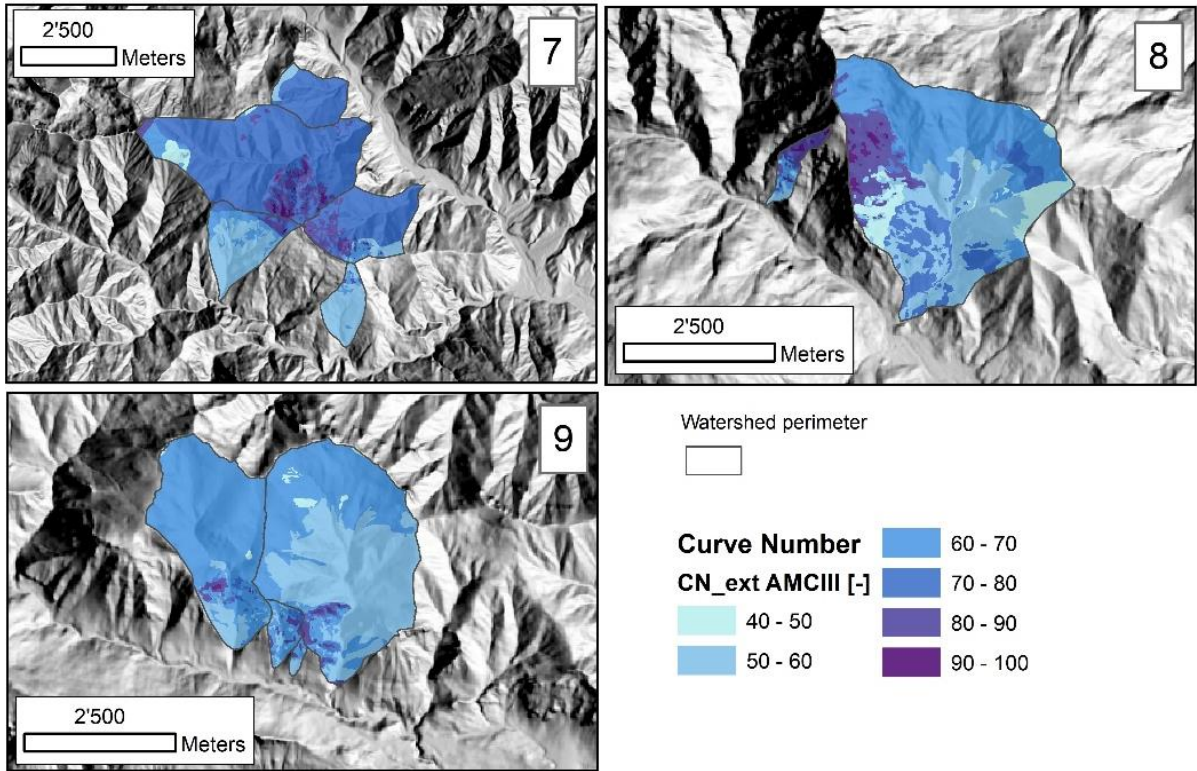 2'500
Meters
7
8
2'500
Meters
9
2'500
Meters
Watershed perimeter
Curve Number
CN_ext AMCIII [-]
40 - 50
50 - 60
60 - 70
70 - 80
80 - 90
90 - 100